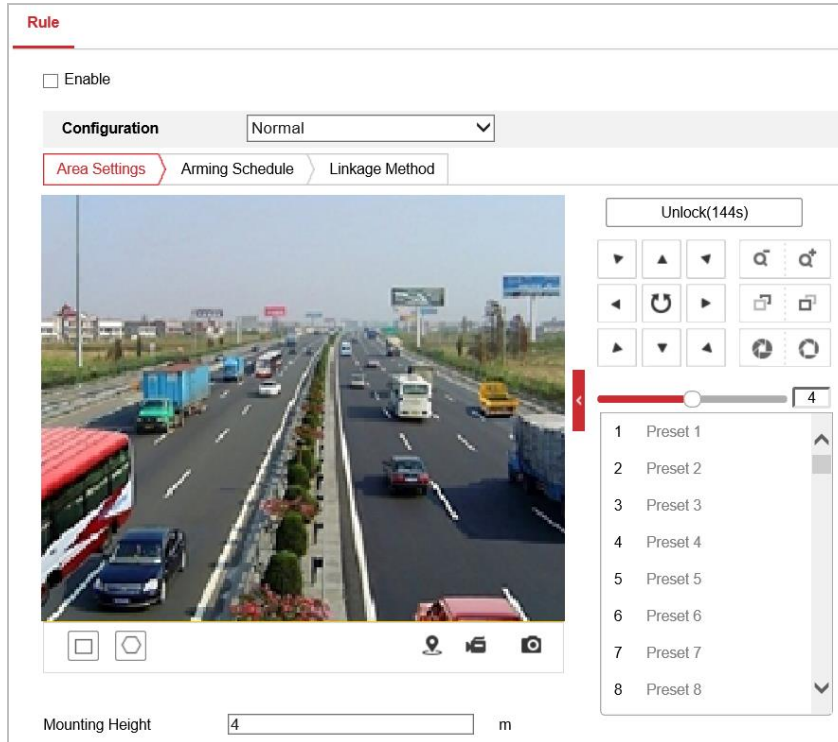 Rule
Enable
Configuration Normal
Area Settings Arming Schedule Linkage Method
Unlock(144s)
4
1 Preset 1
2 Preset 2
3 Preset 3
4 Preset 4
5 Preset 5
6 Preset 6
7 Preset 7
8 Preset 8
Mounting Height 4 m